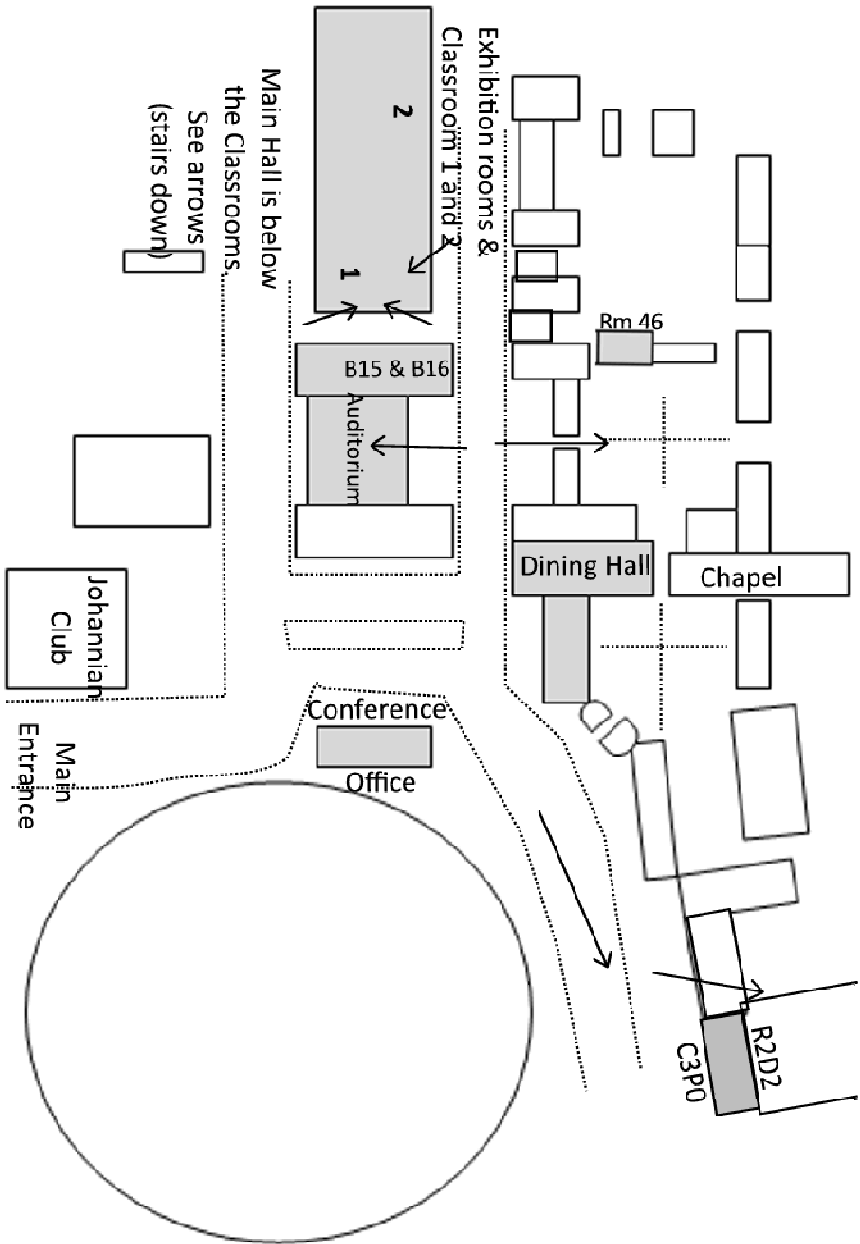 Exhibition rooms &
Classroom 1 and 2
2
1
Main Hall is below
the Classrooms.
See arrows
(stairs down)
Rm 46
B15 & B16
Auditorium
Dining Hall
Chapel
Johannian
Club
Conference
Office
Main
Entrance
R2D2
C3P0